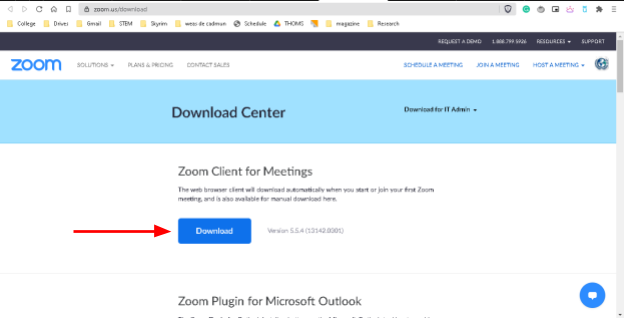 zoom.us/download
College Drives Gmail STEM Skyrim Schedule THOMS magazine Research
REQUEST A DEMO 1.888.799.5926 RESOURCES SUPPORT
zoom SOLUTIONS PLANS & PRICING CONTACT SALES SCHEDULE A MEETING JOIN A MEETING HOST A MEETING
Download Center Download for IT Admin
Zoom Client for Meetings
The web browser client will download automatically when you start or join your first Zoom
meeting, and is also available for manual download here.
Download Version 5.5.4 (13142.0301)
Zoom Plugin for Microsoft Outlook